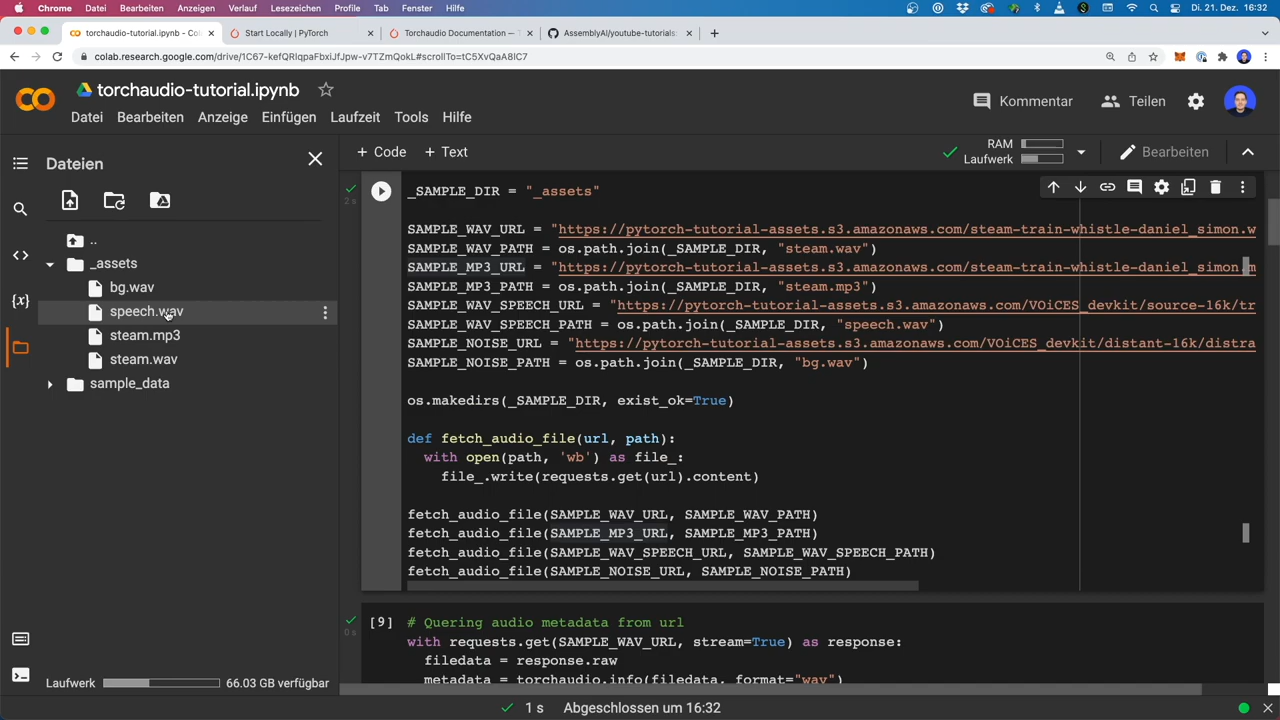 Chrome Datei Bearbeiten Anzeigen Verlauf Lesezeichen Profile Tab Fenster Hilfe Di. 21. Dez. 16:32
torchaudio-tutorial.ipynb - Co Start Locally | PyTorch Torchaudio Documentation — T AssemblyAI/youtube-tutorials
colab.research.google.com/drive/1C67-kefQRIqpaFbxiJfJpw-v7TZmQokL#scrollTo=tC5XvQaA8IC7
torchaudio-tutorial.ipynb
Kommentar Teilen
Datei Bearbeiten Anzeige Einfügen Laufzeit Tools Hilfe
Dateien
+ Code + Text
RAM
Laufwerk
Bearbeiten
..
_assets
bg.wav
speech.wav
steam.mp3
steam.wav
sample_data
Laufwerk 66.03 GB verfügbar
2s
_SAMPLE_DIR = "_assets"
SAMPLE_WAV_URL = "https://pytorch-tutorial-assets.s3.amazonaws.com/steam-train-whistle-daniel_simon.w
SAMPLE_WAV_PATH = os.path.join(_SAMPLE_DIR, "steam.wav")
SAMPLE_MP3_URL = "https://pytorch-tutorial-assets.s3.amazonaws.com/steam-train-whistle-daniel_simon.m
SAMPLE_MP3_PATH = os.path.join(_SAMPLE_DIR, "steam.mp3")
SAMPLE_WAV_SPEECH_URL = "https://pytorch-tutorial-assets.s3.amazonaws.com/VOiCES_devkit/source-16k/tr
SAMPLE_WAV_SPEECH_PATH = os.path.join(_SAMPLE_DIR, "speech.wav")
SAMPLE_NOISE_URL = "https://pytorch-tutorial-assets.s3.amazonaws.com/VOiCES_devkit/distant-16k/distra
SAMPLE_NOISE_PATH = os.path.join(_SAMPLE_DIR, "bg.wav")
os.makedirs(_SAMPLE_DIR, exist_ok=True)
def fetch_audio_file(url, path):
with open(path, 'wb') as file_:
file_.write(requests.get(url).content)
fetch_audio_file(SAMPLE_WAV_URL, SAMPLE_WAV_PATH)
fetch_audio_file(SAMPLE_MP3_URL, SAMPLE_MP3_PATH)
fetch_audio_file(SAMPLE_WAV_SPEECH_URL, SAMPLE_WAV_SPEECH_PATH)
fetch_audio_file(SAMPLE_NOISE_URL, SAMPLE_NOISE_PATH)
0s
[9] # Quering audio metadata from url
with requests.get(SAMPLE_WAV_URL, stream=True) as response:
filedata = response.raw
metadata = torchaudio.info(filedata, format="wav")
1 s Abgeschlossen um 16:32